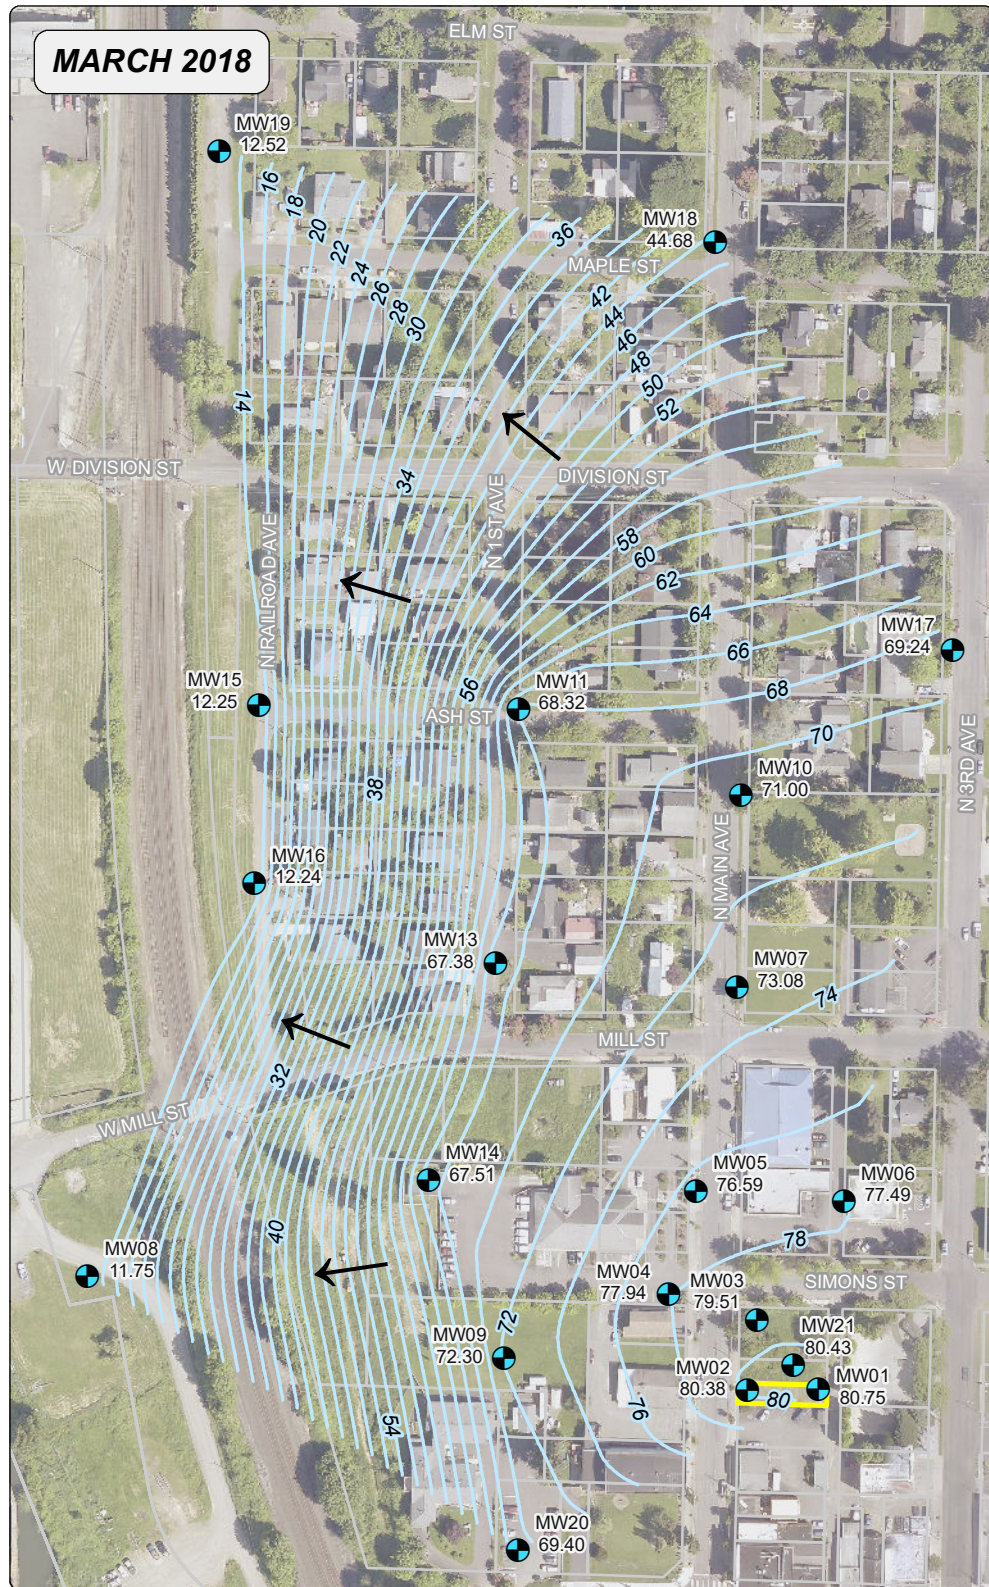 ELM ST
MARCH 2018
MW19
12.52
16
18
20
22
24
26
28
30
36
MW18
44.68
MAPLE ST
42
44
46
48
50
52
14
W DIVISION ST
34
DIVISION ST
N 1ST AVE
58
60
62
64
66
68
70
N RAILROAD AVE
MW17
69.24
MW15
12.25
56
MW11
68.32
ASH ST
N 3RD AVE
MW10
71.00
38
N MAIN AVE
MW16
12.24
MW13
67.38
MW07
73.08
74
MILL ST
32
W MILL ST
MW14
67.51
MW05
76.59
MW06
77.49
40
78
MW08
11.75
MW04
77.94
MW03
79.51
SIMONS ST
72
MW21
80.43
MW09
72.30
MW02
80.38
MW01
80.75
80
76
54
MW20
69.40